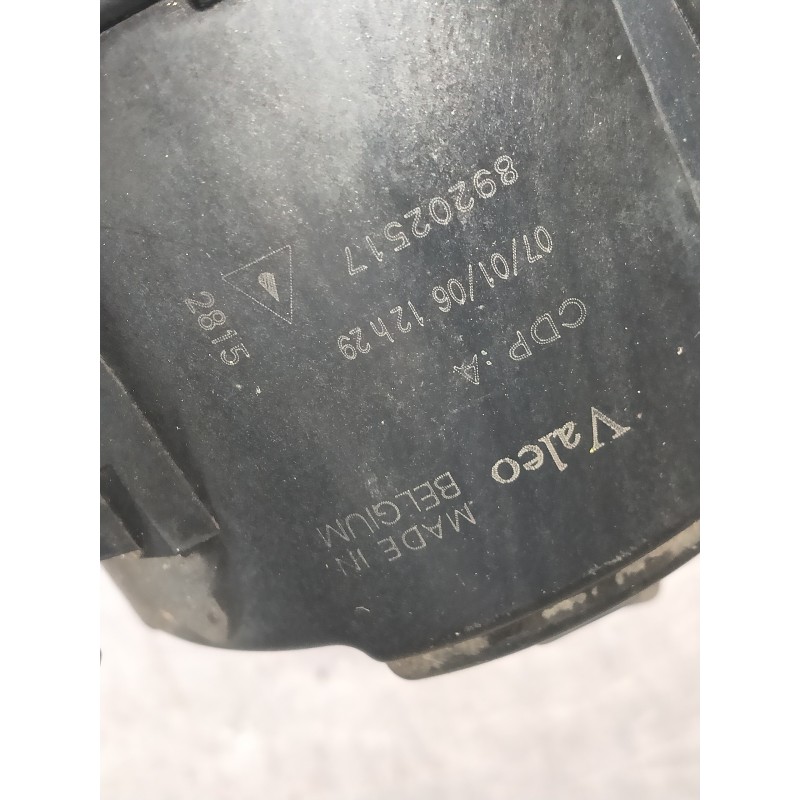 89202517
07/01/06 12h29
2815
CDP A
Valeo
MADE IN
BELGIUM